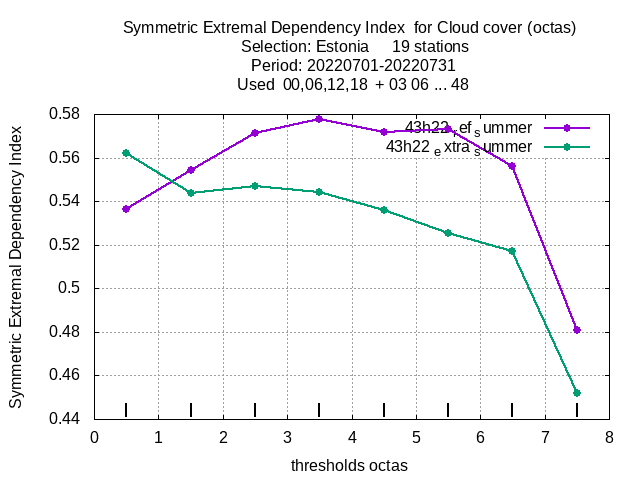 Symmetric Extremal Dependency Index  for Cloud cover (octas)
Selection: Estonia     19 stations
Period: 20220701-20220731
Used  00,06,12,18  + 03 06 ... 48
43h22 ref summer
43h22 extra summer
Symmetric Extremal Dependency Index
0.58
0.56
0.54
0.52
0.5
0.48
0.46
0.44
0 1 2 3 4 5 6 7 8
thresholds octas